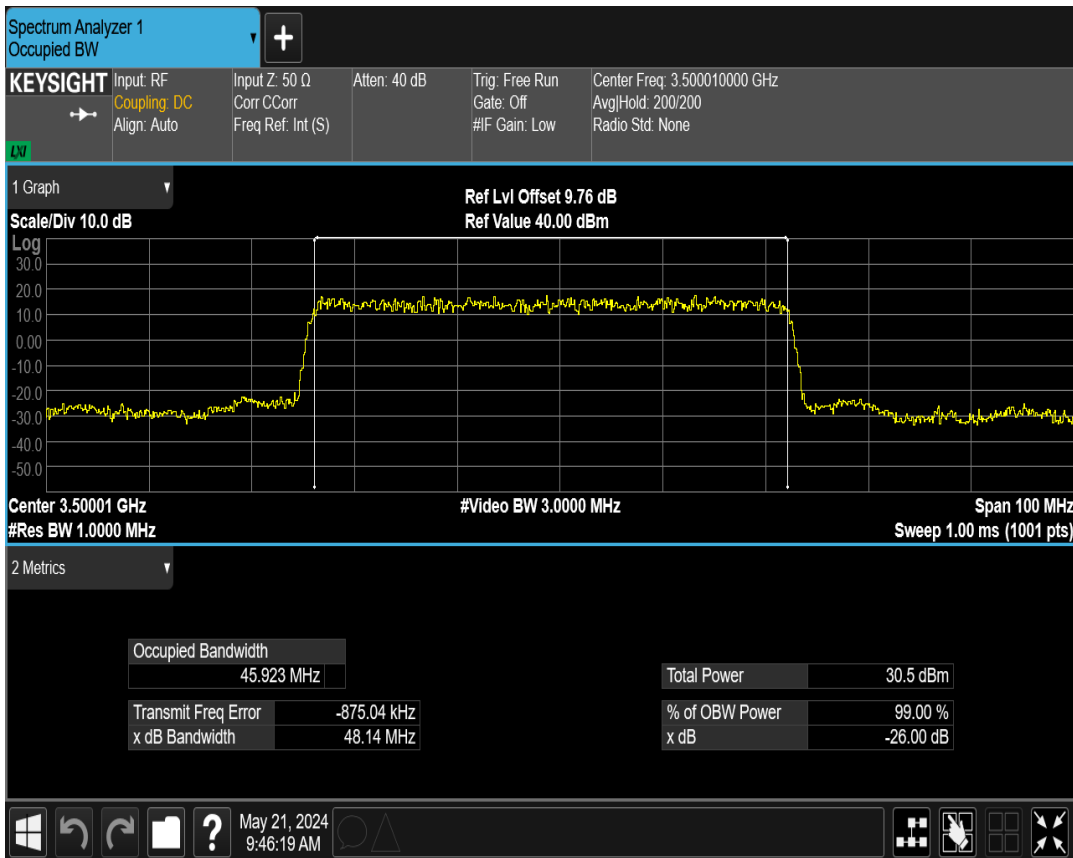 Spectrum Analyzer 1
Occupied BW
+
KEYSIGHT
LXI
Input: RF
Coupling: DC
Align: Auto
Input Z: 50 Ω
Corr CCorr
Freq Ref: Int (S)
Atten: 40 dB
Trig: Free Run
Gate: Off
#IF Gain: Low
Center Freq: 3.500010000 GHz
Avg|Hold: 200/200
Radio Std: None
1 Graph
Scale/Div 10.0 dB
Ref Lvl Offset 9.76 dB
Ref Value 40.00 dBm
Log
30.0
20.0
10.0
0.00
-10.0
-20.0
-30.0
-40.0
-50.0
Center 3.50001 GHz
#Res BW 1.0000 MHz
#Video BW 3.0000 MHz
Span 100 MHz
Sweep 1.00 ms (1001 pts)
2 Metrics
Occupied Bandwidth
45.923 MHz
Transmit Freq Error -875.04 kHz
x dB Bandwidth 48.14 MHz
Total Power 30.5 dBm
% of OBW Power 99.00 %
x dB -26.00 dB
?
May 21, 2024
9:46:19 AM